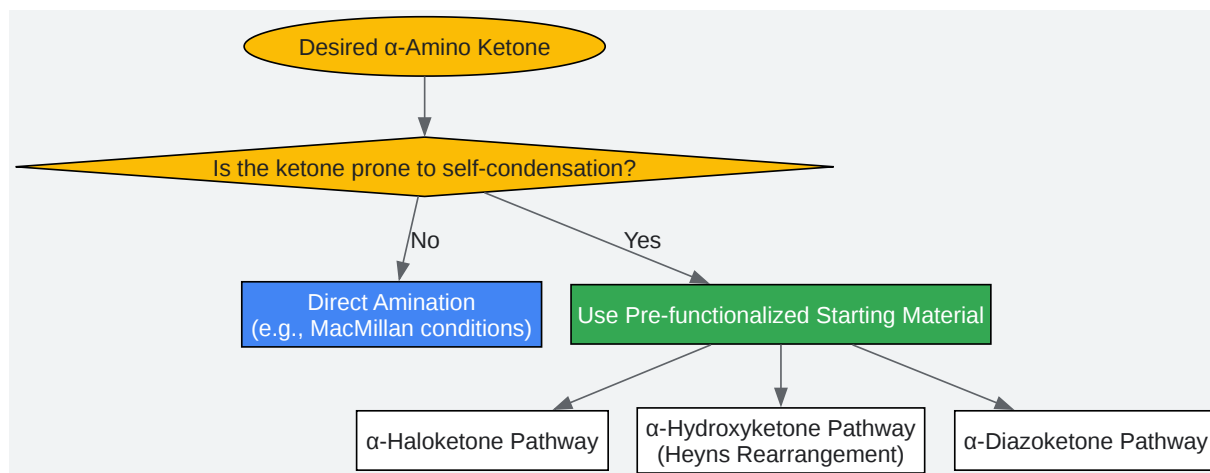 Desired α-Amino Ketone
Is the ketone prone to self-condensation?
No
Yes
Direct Amination
(e.g., MacMillan conditions)
Use Pre-functionalized Starting Material
α-Haloketone Pathway
α-Hydroxyketone Pathway
(Heyns Rearrangement)
α-Diazoketone Pathway